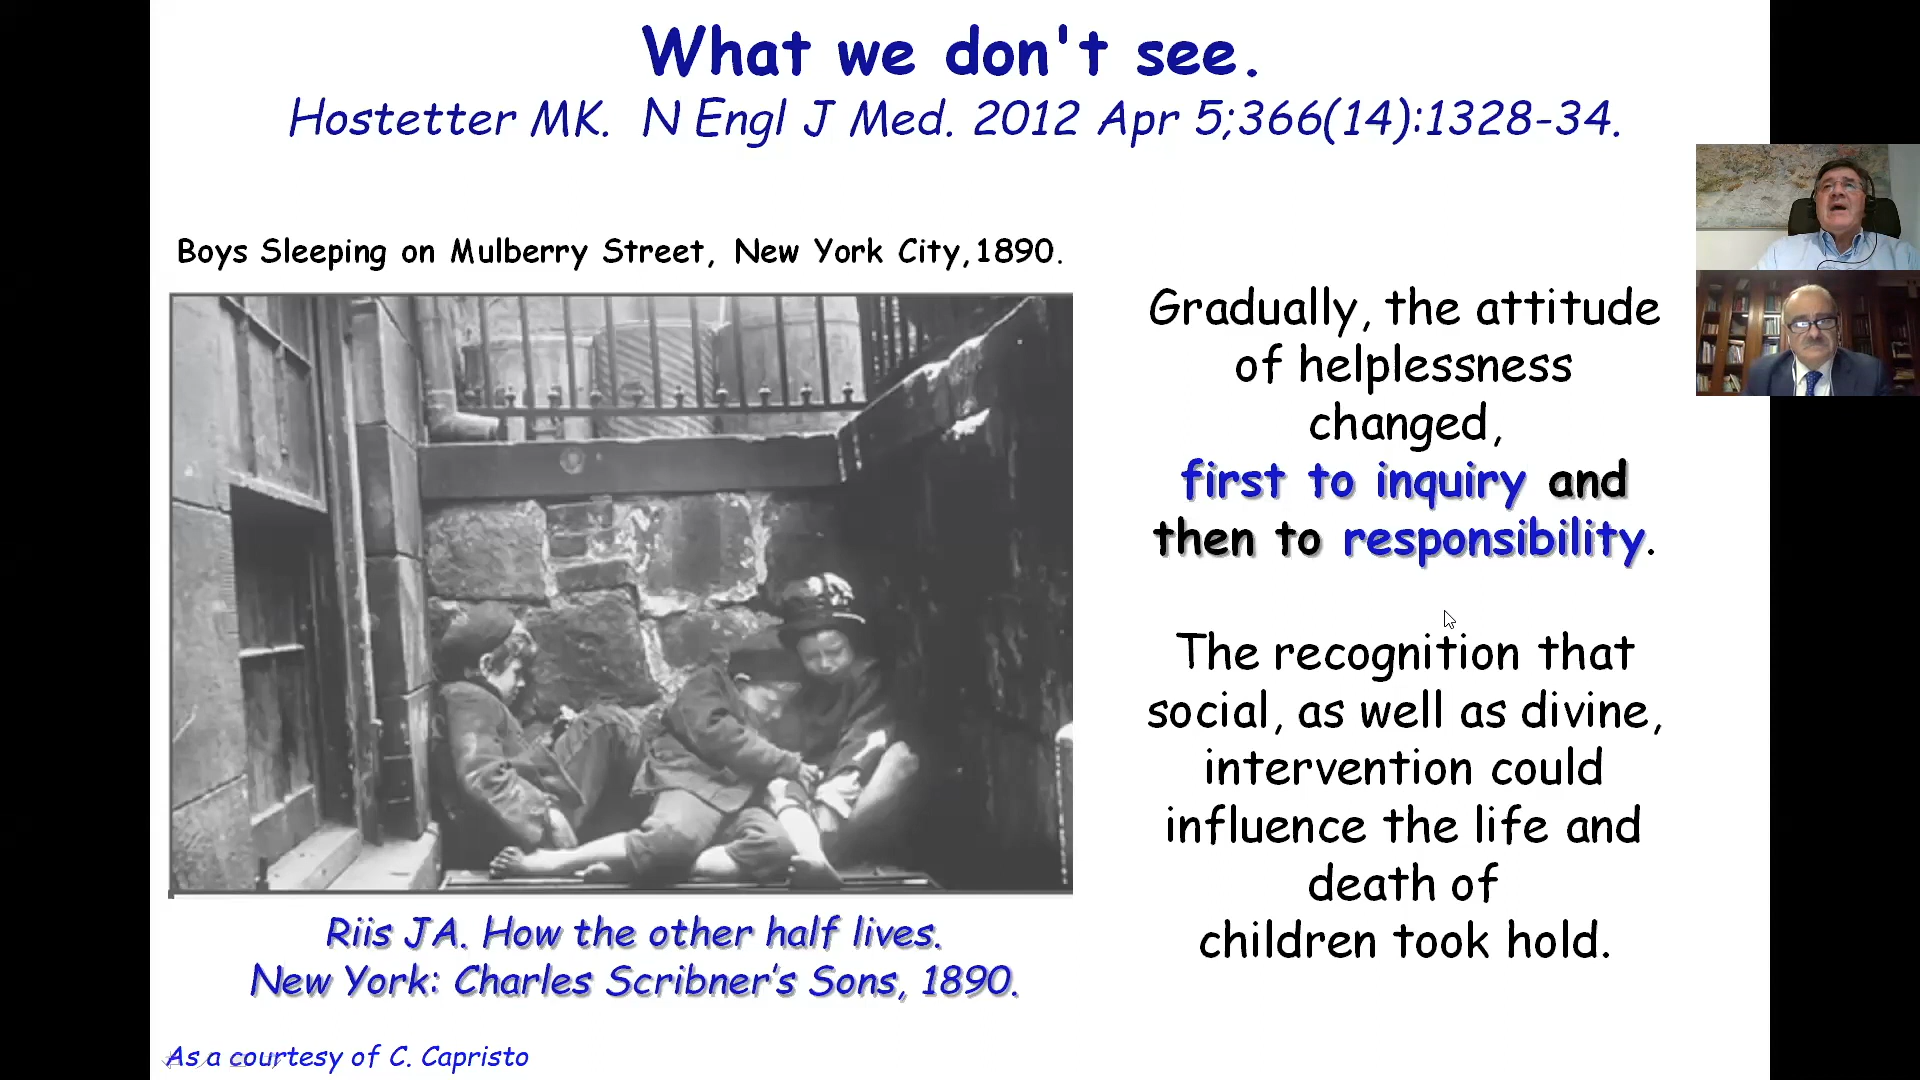 What we don't see.
Hostetter MK. N Engl J Med. 2012 Apr 5;366(14):1328-34.
Boys Sleeping on Mulberry Street, New York City,1890.
Gradually, the attitude
of helplessness
changed,
first to inquiry and
then to responsibility.
The recognition that
social, as well as divine,
intervention could
influence the life and
death of
children took hold.
Riis JA. How the other half lives.
New York: Charles Scribner's Sons, 1890.
As a courtesy of C. Capristo